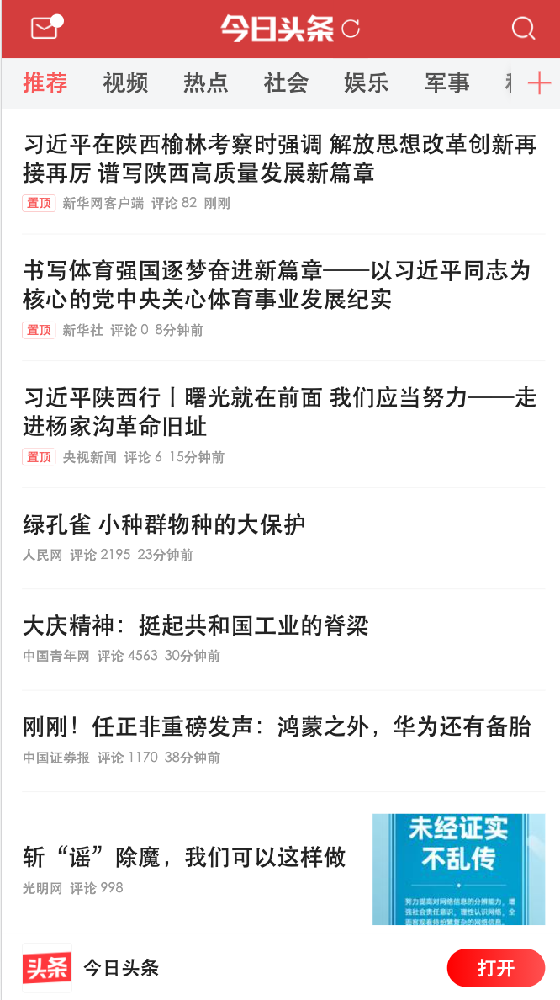 今日头条
推荐 视频 热点 社会 娱乐 军事
习近平在陕西榆林考察时强调 解放思想改革创新再
接再厉 谱写陕西高质量发展新篇章
置顶 新华网客户端 评论 82 刚刚
书写体育强国逐梦奋进新篇章——以习近平同志为
核心的党中央关心体育事业发展纪实
置顶 新华社 评论 0 8分钟前
习近平陕西行丨曙光就在前面 我们应当努力——走
进杨家沟革命旧址
置顶 央视新闻 评论 6 15分钟前
绿孔雀 小种群物种的大保护
人民网 评论 2195 23分钟前
大庆精神：挺起共和国工业的脊梁
中国青年网 评论 4563 30分钟前
刚刚！任正非重磅发声：鸿蒙之外，华为还有备胎
中国证券报 评论 1170 38分钟前
斩“谣”除魔，我们可以这样做
光明网 评论 998
未经证实
不乱传
努力提高对网络信息的分辨能力，增
强社会责任意识，理性认识网络，全
面客观看待纷繁复杂的网络信息。
头条 今日头条 打开